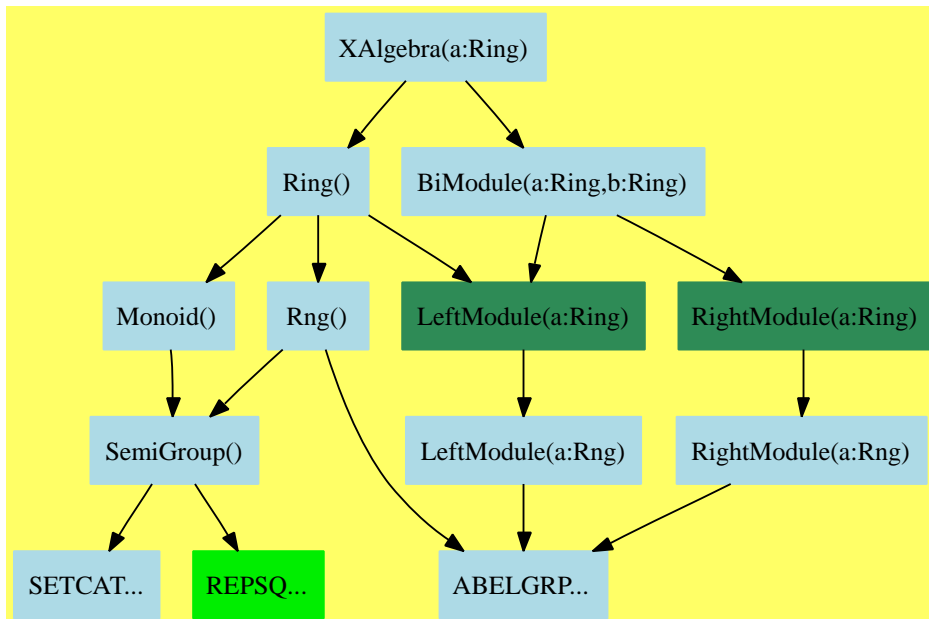 XAlgebra(a:Ring)
Ring()
BiModule(a:Ring,b:Ring)
Monoid()
Rng()
LeftModule(a:Ring)
RightModule(a:Ring)
SemiGroup()
LeftModule(a:Rng)
RightModule(a:Rng)
SETCAT...
REPSQ...
ABELGRP...